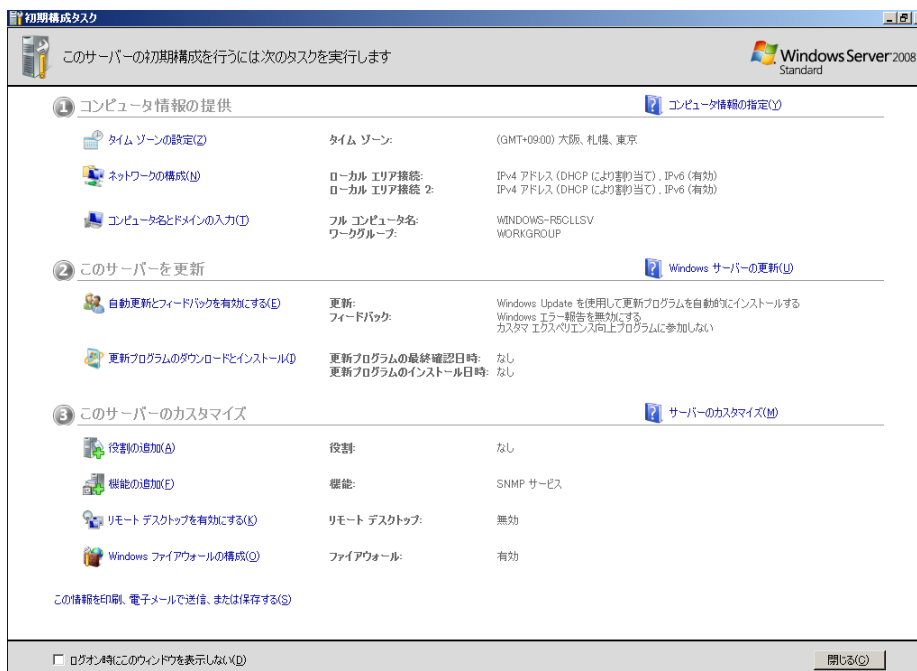 初期構成タスク
このサーバーの初期構成を行うには次のタスクを実行します
Windows Server 2008
Standard
1 コンピュータ情報の提供 コンピュータ情報の指定(Y)
タイム ゾーンの設定(Z) タイム ゾーン: (GMT+09:00) 大阪、札幌、東京
ネットワークの構成(N) ローカル エリア接続: IPv4 アドレス (DHCP により割り当て) , IPv6 (有効)
ローカル エリア接続 2: IPv4 アドレス (DHCP により割り当て) , IPv6 (有効)
コンピュータ名とドメインの入力(T) フル コンピュータ名: WINDOWS-R5CLLSV
ワークグループ: WORKGROUP
2 このサーバーを更新 Windows サーバーの更新(U)
自動更新とフィードバックを有効にする(E) 更新: Windows Update を使用して更新プログラムを自動的にインストールする
フィードバック: Windows エラー報告を無効にする
カスタマ エクスペリエンス向上プログラムに参加しない
更新プログラムのダウンロードとインストール(I) 更新プログラムの最終確認日時: なし
更新プログラムのインストール日時: なし
3 このサーバーのカスタマイズ サーバーのカスタマイズ(M)
役割の追加(A) 役割: なし
機能の追加(F) 機能: SNMP サービス
リモート デスクトップを有効にする(K) リモート デスクトップ: 無効
Windows ファイアウォールの構成(O) ファイアウォール: 有効
この情報を印刷、電子メールで送信、または保存する(S)
ログオン時にこのウィンドウを表示しない(D) 閉じる(C)